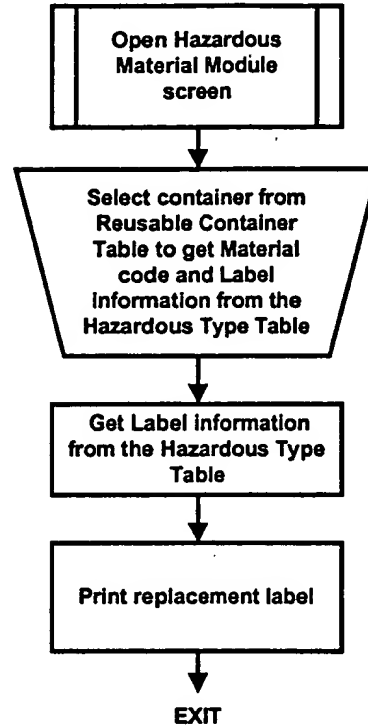 Open Hazardous
Material Module
screen
Select container from
Reusable Container
Table to get Material
code and Label
information from the
Hazardous Type Table
Get Label information
from the Hazardous Type
Table
Print replacement label
EXIT